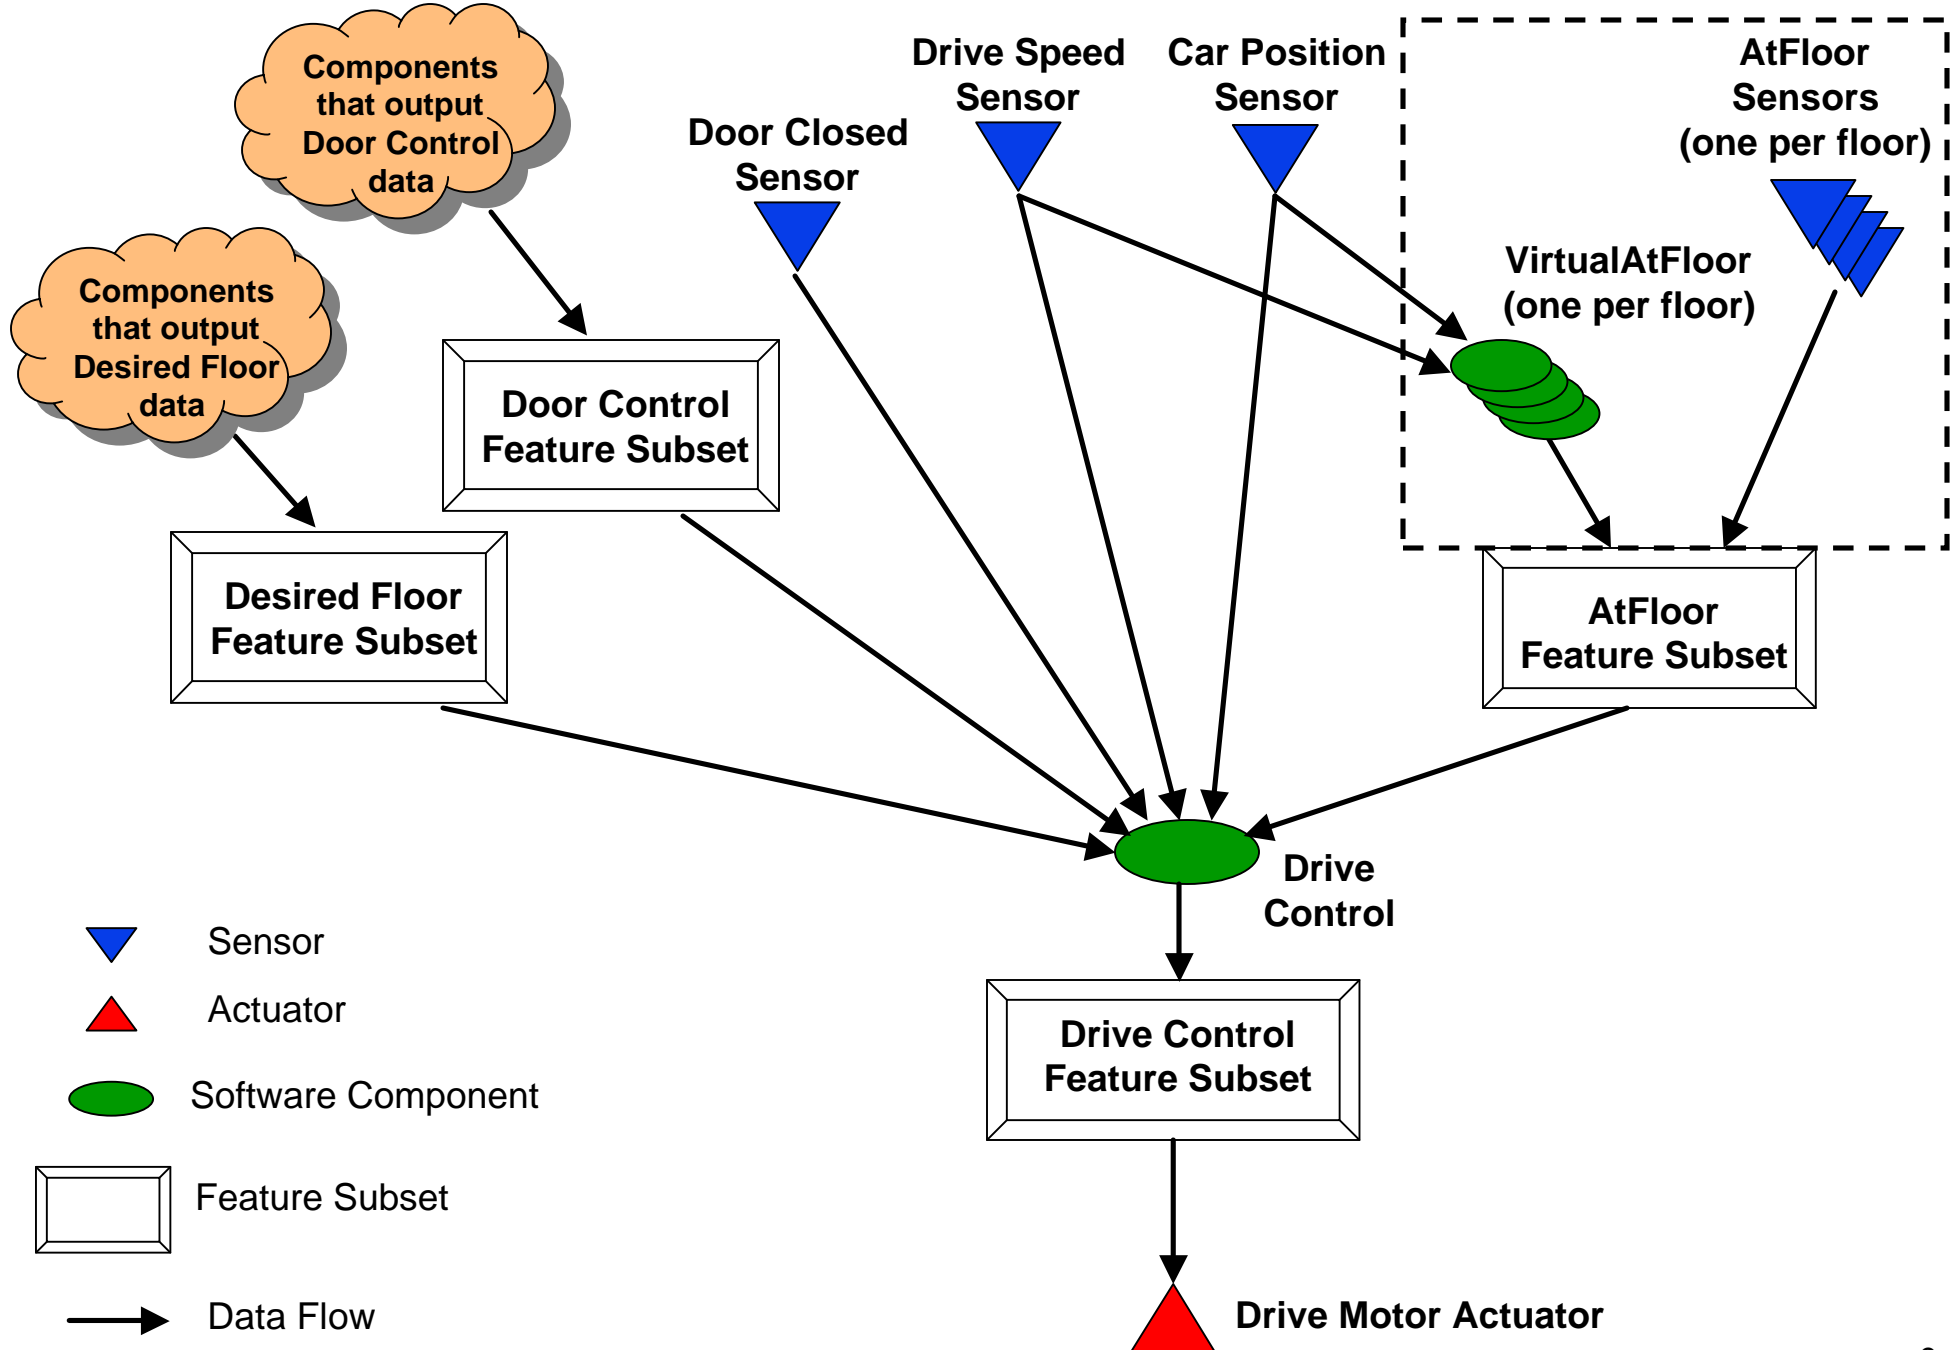 Components
that output
Door Control
data
Drive Speed
Sensor
Car Position
Sensor
AtFloor
Sensors
(one per floor)
Door Closed
Sensor
VirtualAtFloor
(one per floor)
Components
that output
Desired Floor
data
Door Control
Feature Subset
Desired Floor
Feature Subset
AtFloor
Feature Subset
Drive
Control
Drive Control
Feature Subset
Drive Motor Actuator
Sensor
Actuator
Software Component
Feature Subset
Data Flow